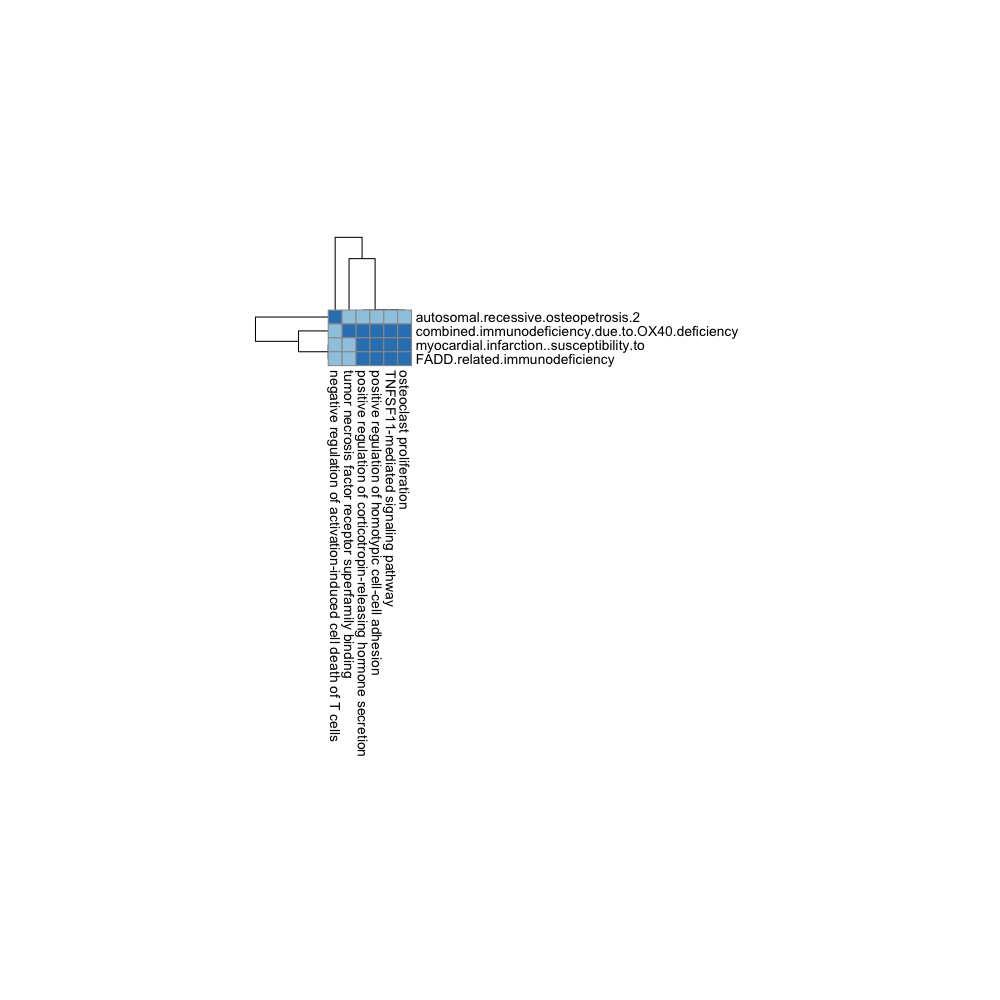 autosomal.recessive.osteopetrosis.2
combined.immunodeficiency.due.to.OX40.deficiency
myocardial.infarction..susceptibility.to
FADD.related.immunodeficiency
negative regulation of activation-induced cell death of T cells
tumor necrosis factor receptor superfamily binding
positive regulation of corticotropin-releasing hormone secretion
positive regulation of homotypic cell-cell adhesion
TNFSF11-mediated signaling pathway
osteoclast proliferation